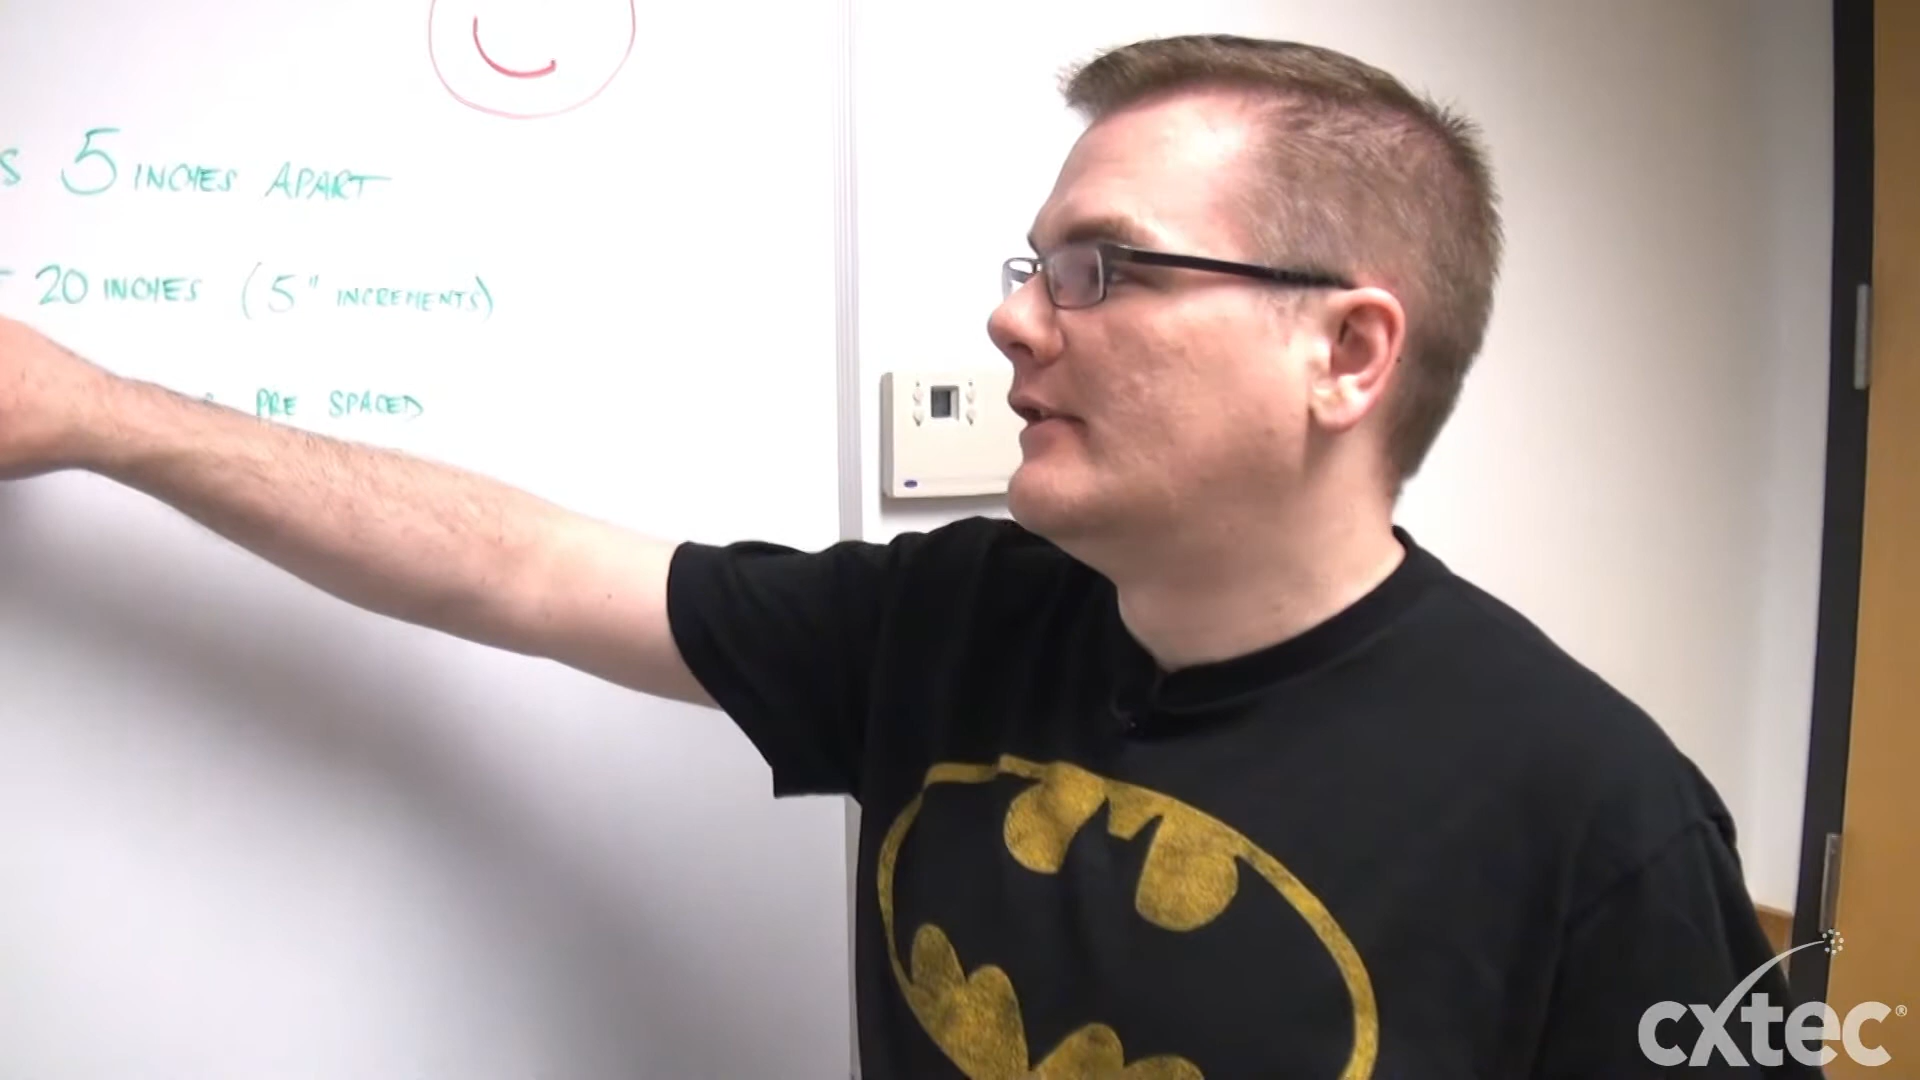 S 5 INCHES APART
20 INCHES (5" INCREMENTS)
PRE SPACED
cxtec®